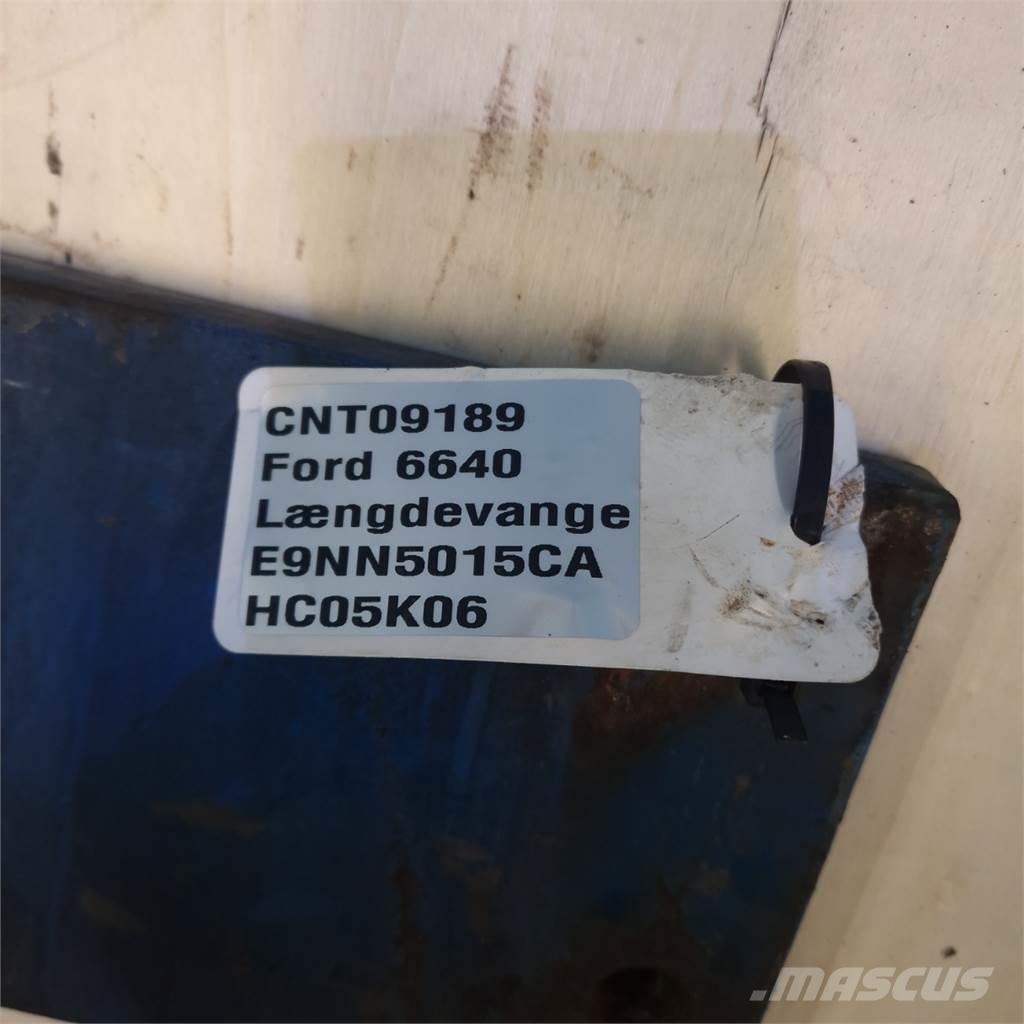 CNT09189
Ford 6640
Længdevange
E9NN5015CA
HC05K06
.MASCUS